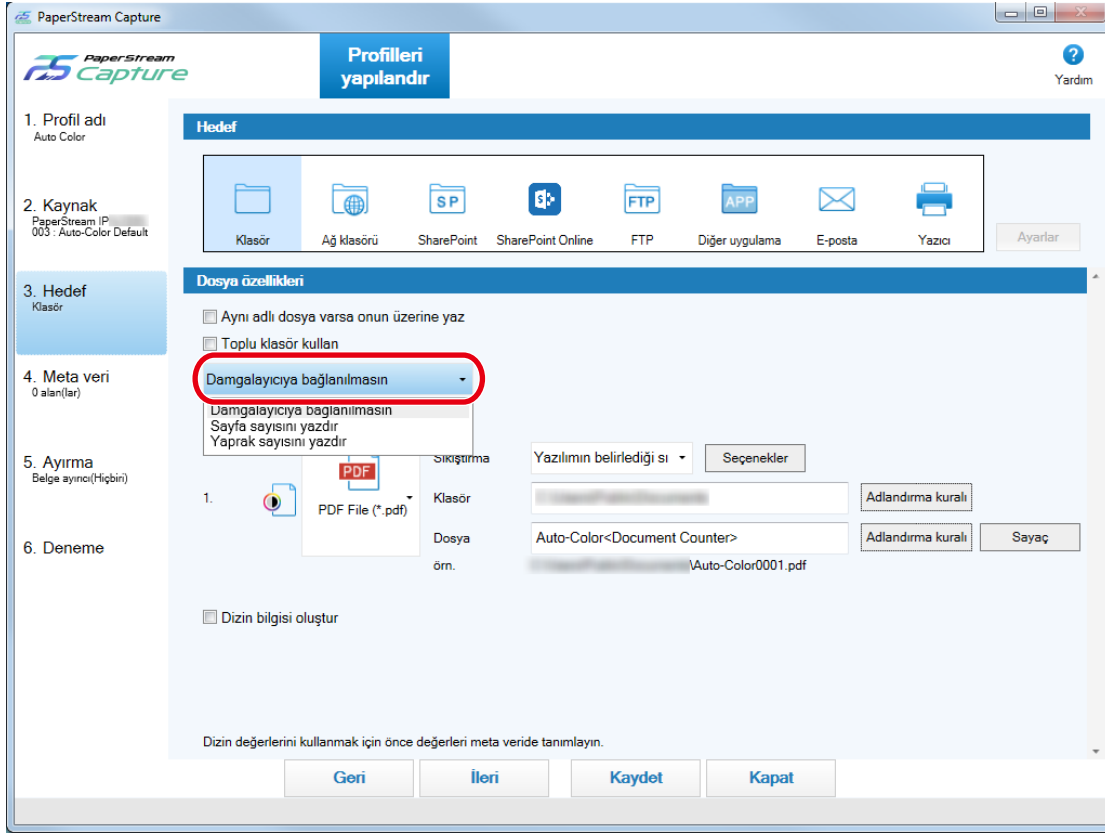 PaperStream Capture
PaperStream
Capture
Profilleri
yapılandır
?
Yardım
1. Profil adı
Auto Color
2. Kaynak
PaperStream IP
003 : Auto-Color Default
3. Hedef
Klasör
4. Meta veri
0 alan(lar)
5. Ayırma
Belge ayırıcı(Hiçbiri)
6. Deneme
Hedef
SP
S
FTP
APP
Klasör
Ağ klasörü
SharePoint
SharePoint Online
FTP
Diğer uygulama
E-posta
Yazıcı
Ayarlar
Dosya özellikleri
Aynı adlı dosya varsa onun üzerine yaz
Toplu klasör kullan
Damgalayıcıya bağlanılmasın
Damgalayıcıya bağlanılmasın
Sayfa sayısını yazdır
Yaprak sayısını yazdır
1.
PDF
PDF File (*.pdf)
Sıkıştırma
Yazılımın belirlediği sı
Seçenekler
Klasör
Adlandırma kuralı
Dosya
Auto-Color<Document Counter>
Adlandırma kuralı
Sayaç
örn.
\Auto-Color0001.pdf
Dizin bilgisi oluştur
Dizin değerlerini kullanmak için önce değerleri meta veride tanımlayın.
Geri
İleri
Kaydet
Kapat